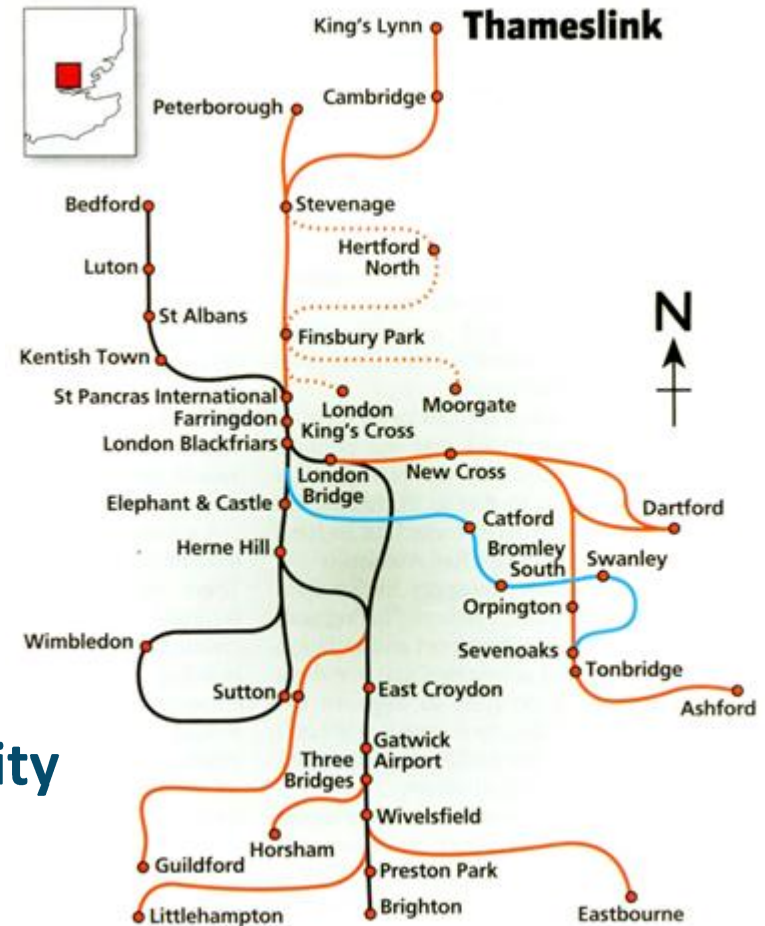 King's Lynn
Thameslink
Cambridge
Peterborough
Bedford
Stevenage
Hertford
North
Luton
St Albans
Finsbury Park
N
Kentish Town
St Pancras International
Farringdon
London Blackfriars
London
King's Cross
Moorgate
London
Bridge
New Cross
Elephant & Castle
Catford
Dartford
Herne Hill
Bromley
South
Swanley
Orpington
Wimbledon
Sevenoaks
Tonbridge
Sutton
East Croydon
Ashford
ity
Gatwick
Airport
Three
Bridges
Wivelsfield
Horsham
Guildford
Preston Park
Littlehampton
Brighton
Eastbourne